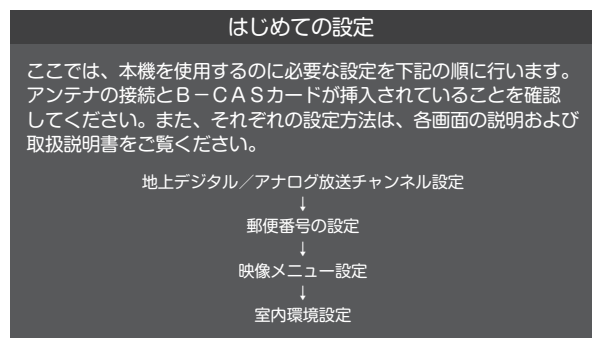 はじめての設定
ここでは、本機を使用するのに必要な設定を下記の順に行います。
アンテナの接続とB－CASカードが挿入されていることを確認
してください。また、それぞれの設定方法は、各画面の説明および
取扱説明書をご覧ください。
地上デジタル／アナログ放送チャンネル設定
↓
郵便番号の設定
↓
映像メニュー設定
↓
室内環境設定